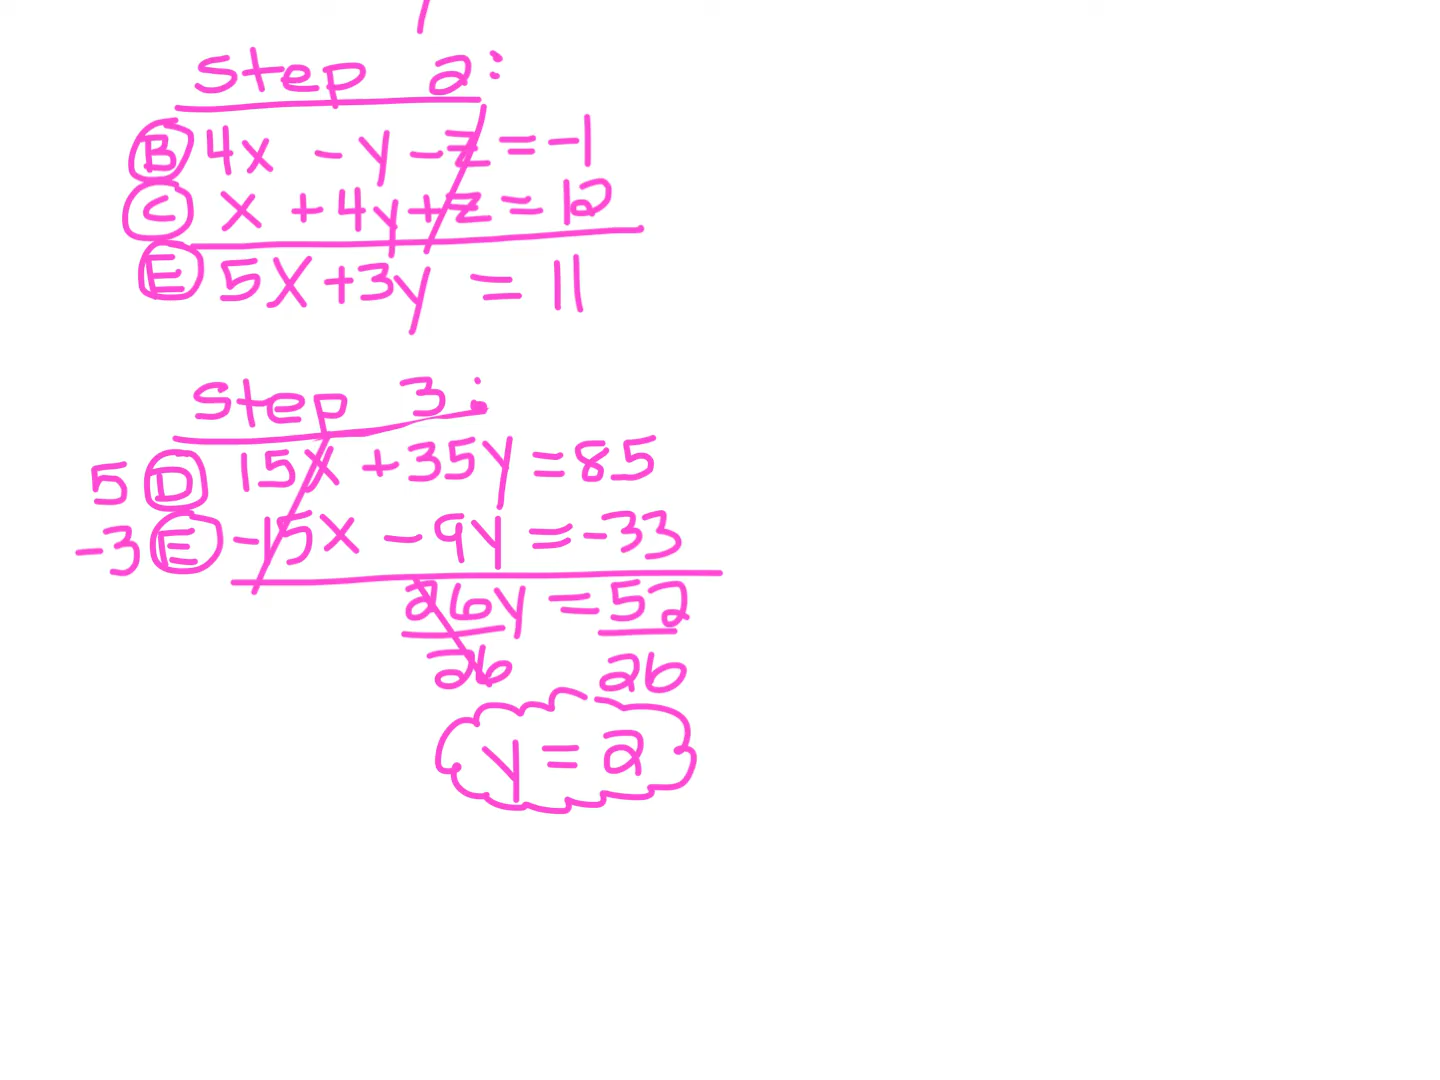 Step 2:
B 4x - y - z = -1
C x + 4y + z = 12
E 5x + 3y = 11
Step 3:
5 D 15x + 35y = 85
-3 E -15x - 9y = -33
26y = 52
26 26
y = 2